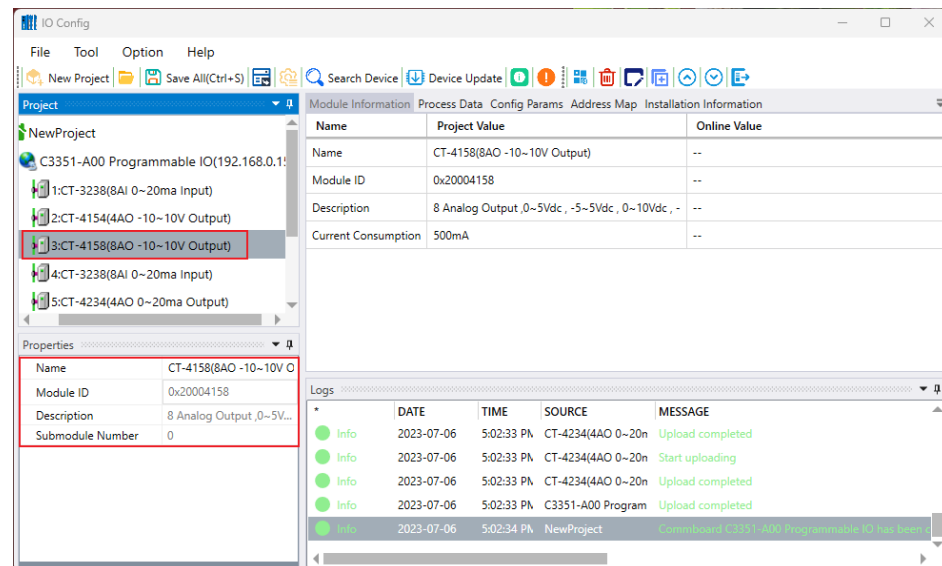 IO Config
File Tool Option Help
New Project Save All(Ctrl+S) Search Device Device Update
Project
NewProject
C3351-A00 Programmable IO(192.168.0.1
1:CT-3238(8AI 0~20ma Input)
2:CT-4154(4AO -10~10V Output)
3:CT-4158(8AO -10~10V Output)
4:CT-3238(8AI 0~20ma Input)
5:CT-4234(4AO 0~20ma Output)
Properties
Name CT-4158(8AO -10~10V O
Module ID 0x20004158
Description 8 Analog Output ,0~5V...
Submodule Number 0
Module Information Process Data Config Params Address Map Installation Information
Name Project Value Online Value
Name CT-4158(8AO -10~10V Output) --
Module ID 0x20004158 --
Description 8 Analog Output ,0~5Vdc , -5~5Vdc , 0~10Vdc , - --
Current Consumption 500mA --
Logs
* DATE TIME SOURCE MESSAGE
Info 2023-07-06 5:02:33 PM CT-4234(4AO 0~20m Upload completed
Info 2023-07-06 5:02:33 PM CT-4234(4AO 0~20m Start uploading
Info 2023-07-06 5:02:33 PM CT-4234(4AO 0~20m Upload completed
Info 2023-07-06 5:02:33 PM C3351-A00 Program Upload completed
Info 2023-07-06 5:02:34 PM NewProject Commboard C3351-A00 Programmable IO has been c